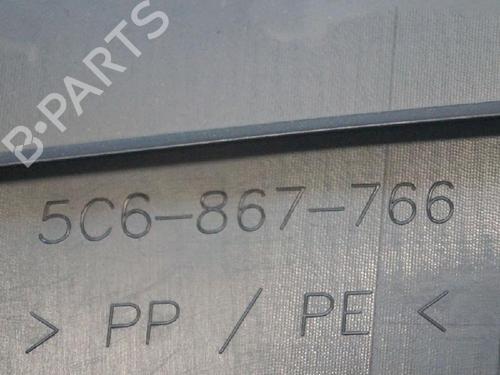 B-PARTS
5C6-867-766
> PP / PE <